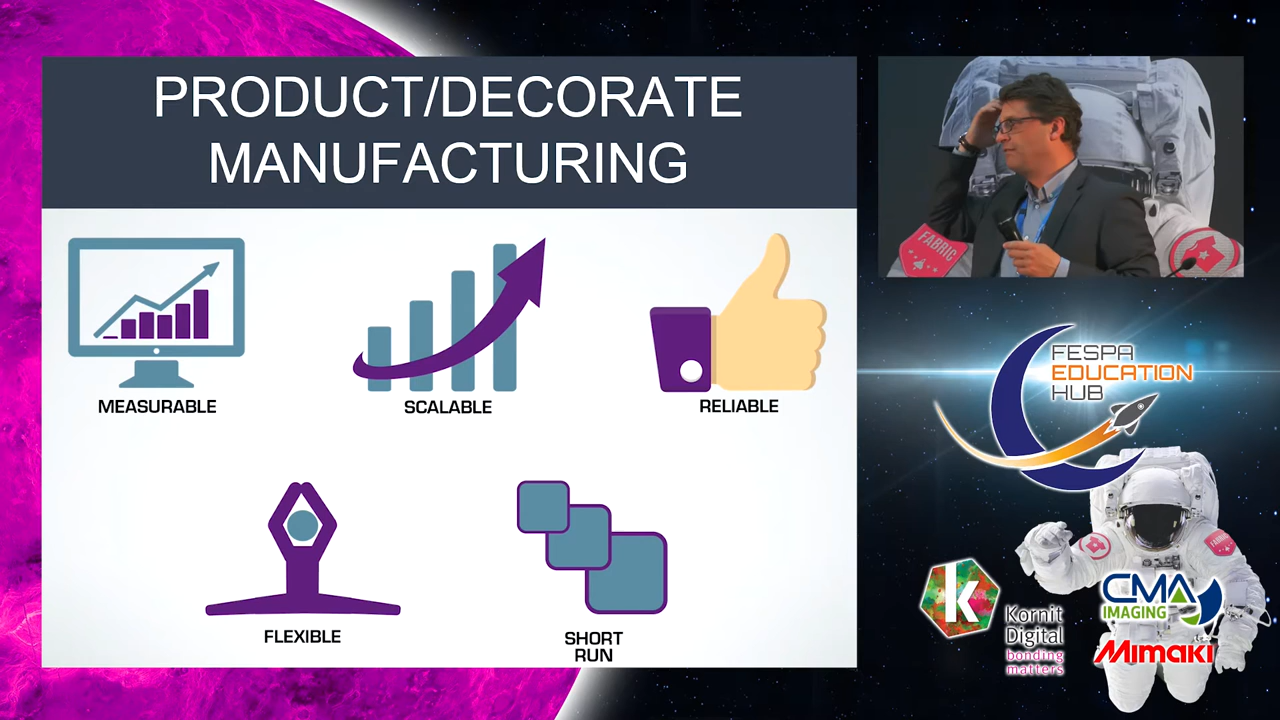 PRODUCT/DECORATE
MANUFACTURING
MEASURABLE
SCALABLE
RELIABLE
FLEXIBLE
SHORT
RUN
FABRIC
FESPA
EDUCATION
HUB
FABRIC
k
Kornit
Digital
bonding
matters
CMA
IMAGING
Mimaki